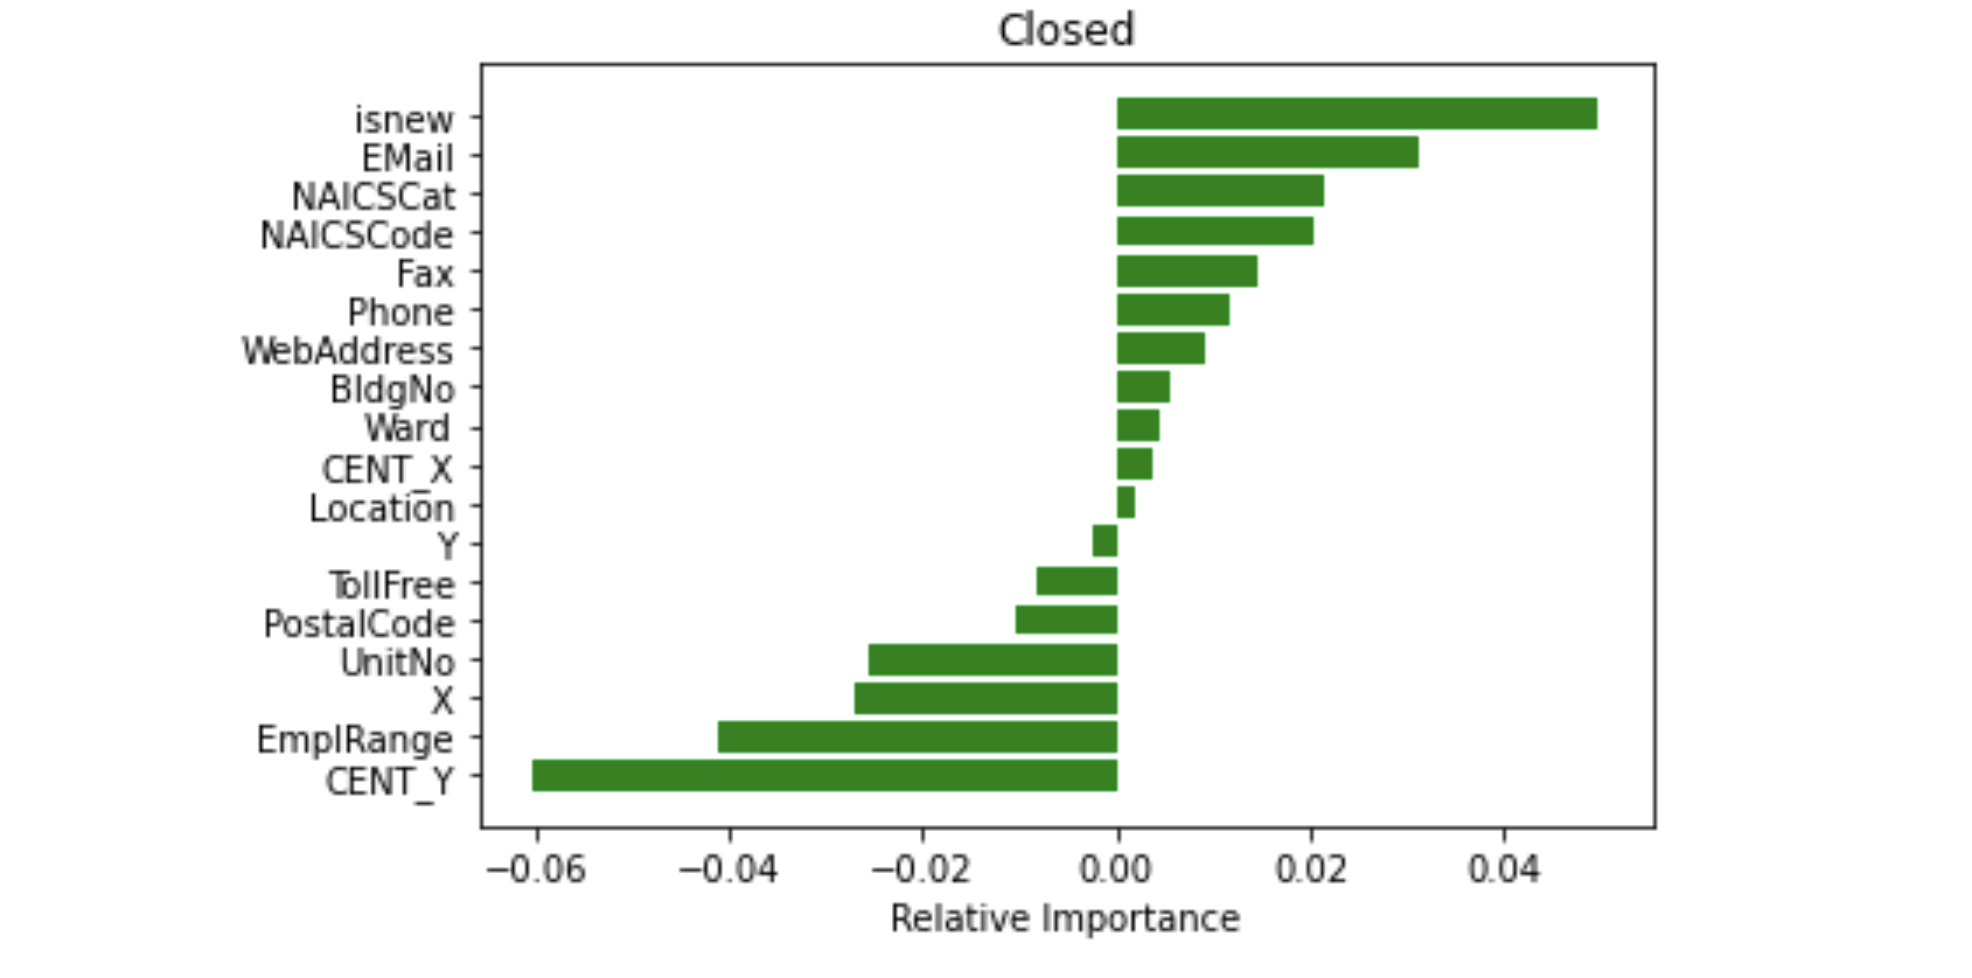 Closed
isnew
EMail
NAICSCat
NAICSCode
Fax
Phone
WebAddress
BldgNo
Ward
CENT_X
Location
Y
TollFree
PostalCode
UnitNo
X
EmplRange
CENT_Y
−0.06 −0.04 −0.02 0.00 0.02 0.04
Relative Importance